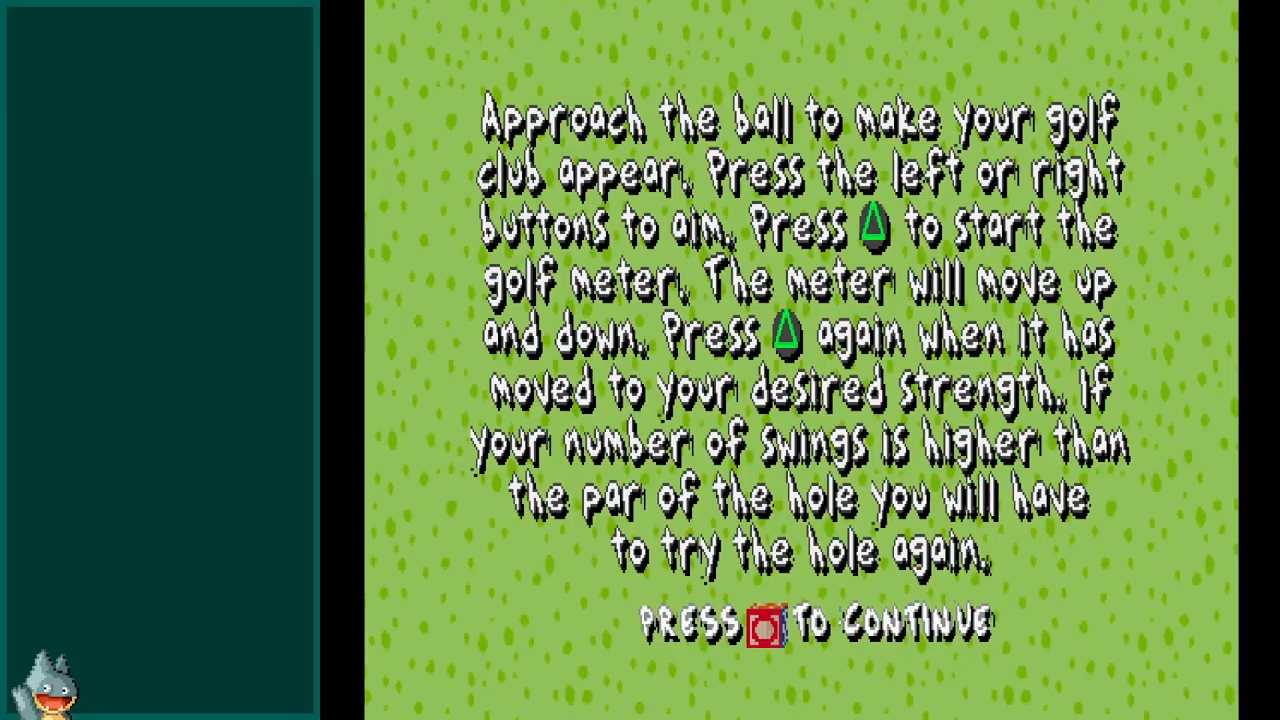 Approach the ball to make your golf
club appear. Press the left or right
buttons to aim. Press to start the
golf meter. The meter will move up
and down. Press again when it has
moved to your desired strength. If
your number of swings is higher than
the par of the hole you will have
to try the hole again.
PRESS TO CONTINUE